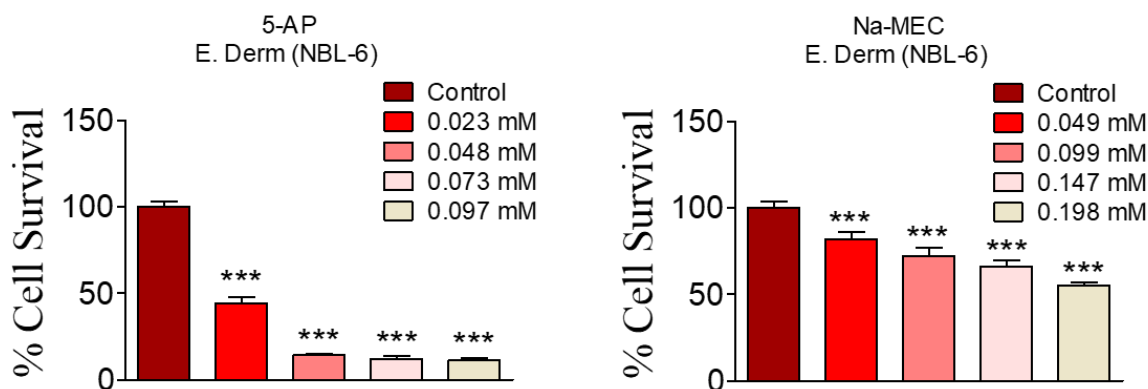 5-AP
E. Derm (NBL-6)
Control
0.023 mM
0.048 mM
0.073 mM
0.097 mM
% Cell Survival
150
100
50
0
***
***
***
***
Na-MEC
E. Derm (NBL-6)
Control
0.049 mM
0.099 mM
0.147 mM
0.198 mM
% Cell Survival
150
100
50
0
***
***
***
***